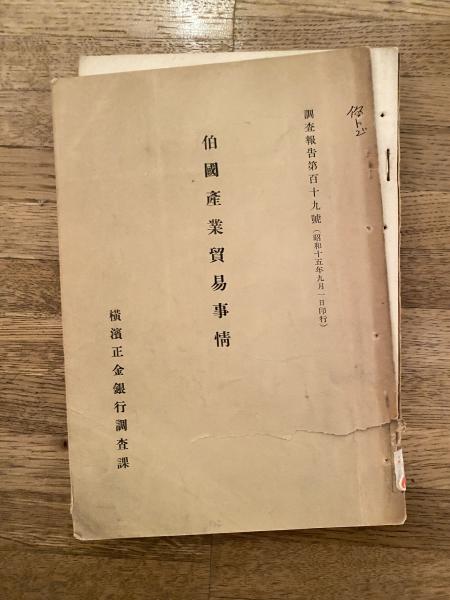 調査報告第百十九號（昭和十五年九月一日印行）
伯國產業貿易事情
橫濱正金銀行調査課